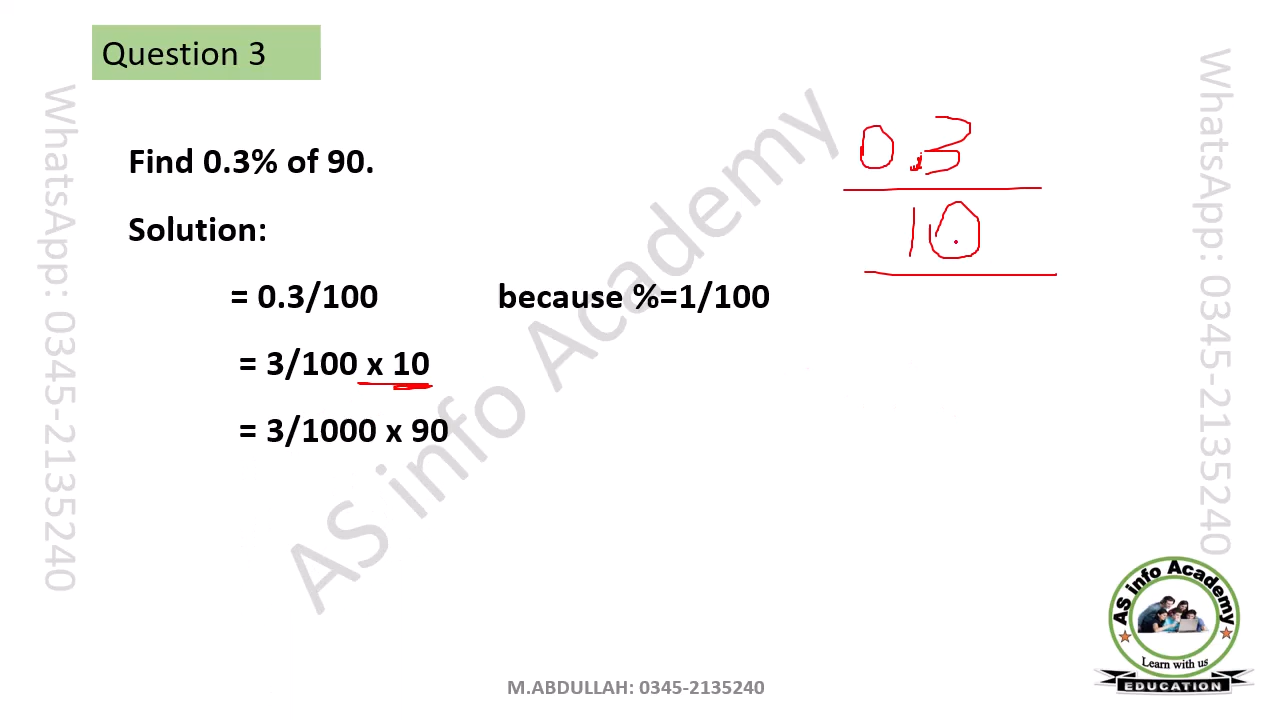 Question 3
Find 0.3% of 90.
Solution:
= 0.3/100 because %=1/100
= 3/100 x 10
= 3/1000 x 90
0.3
10
WhatsApp: 0345-2135240
WhatsApp: 0345-2135240
AS info Academy
AS info Academy
Learn with us
EDUCATION
M.ABDULLAH: 0345-2135240